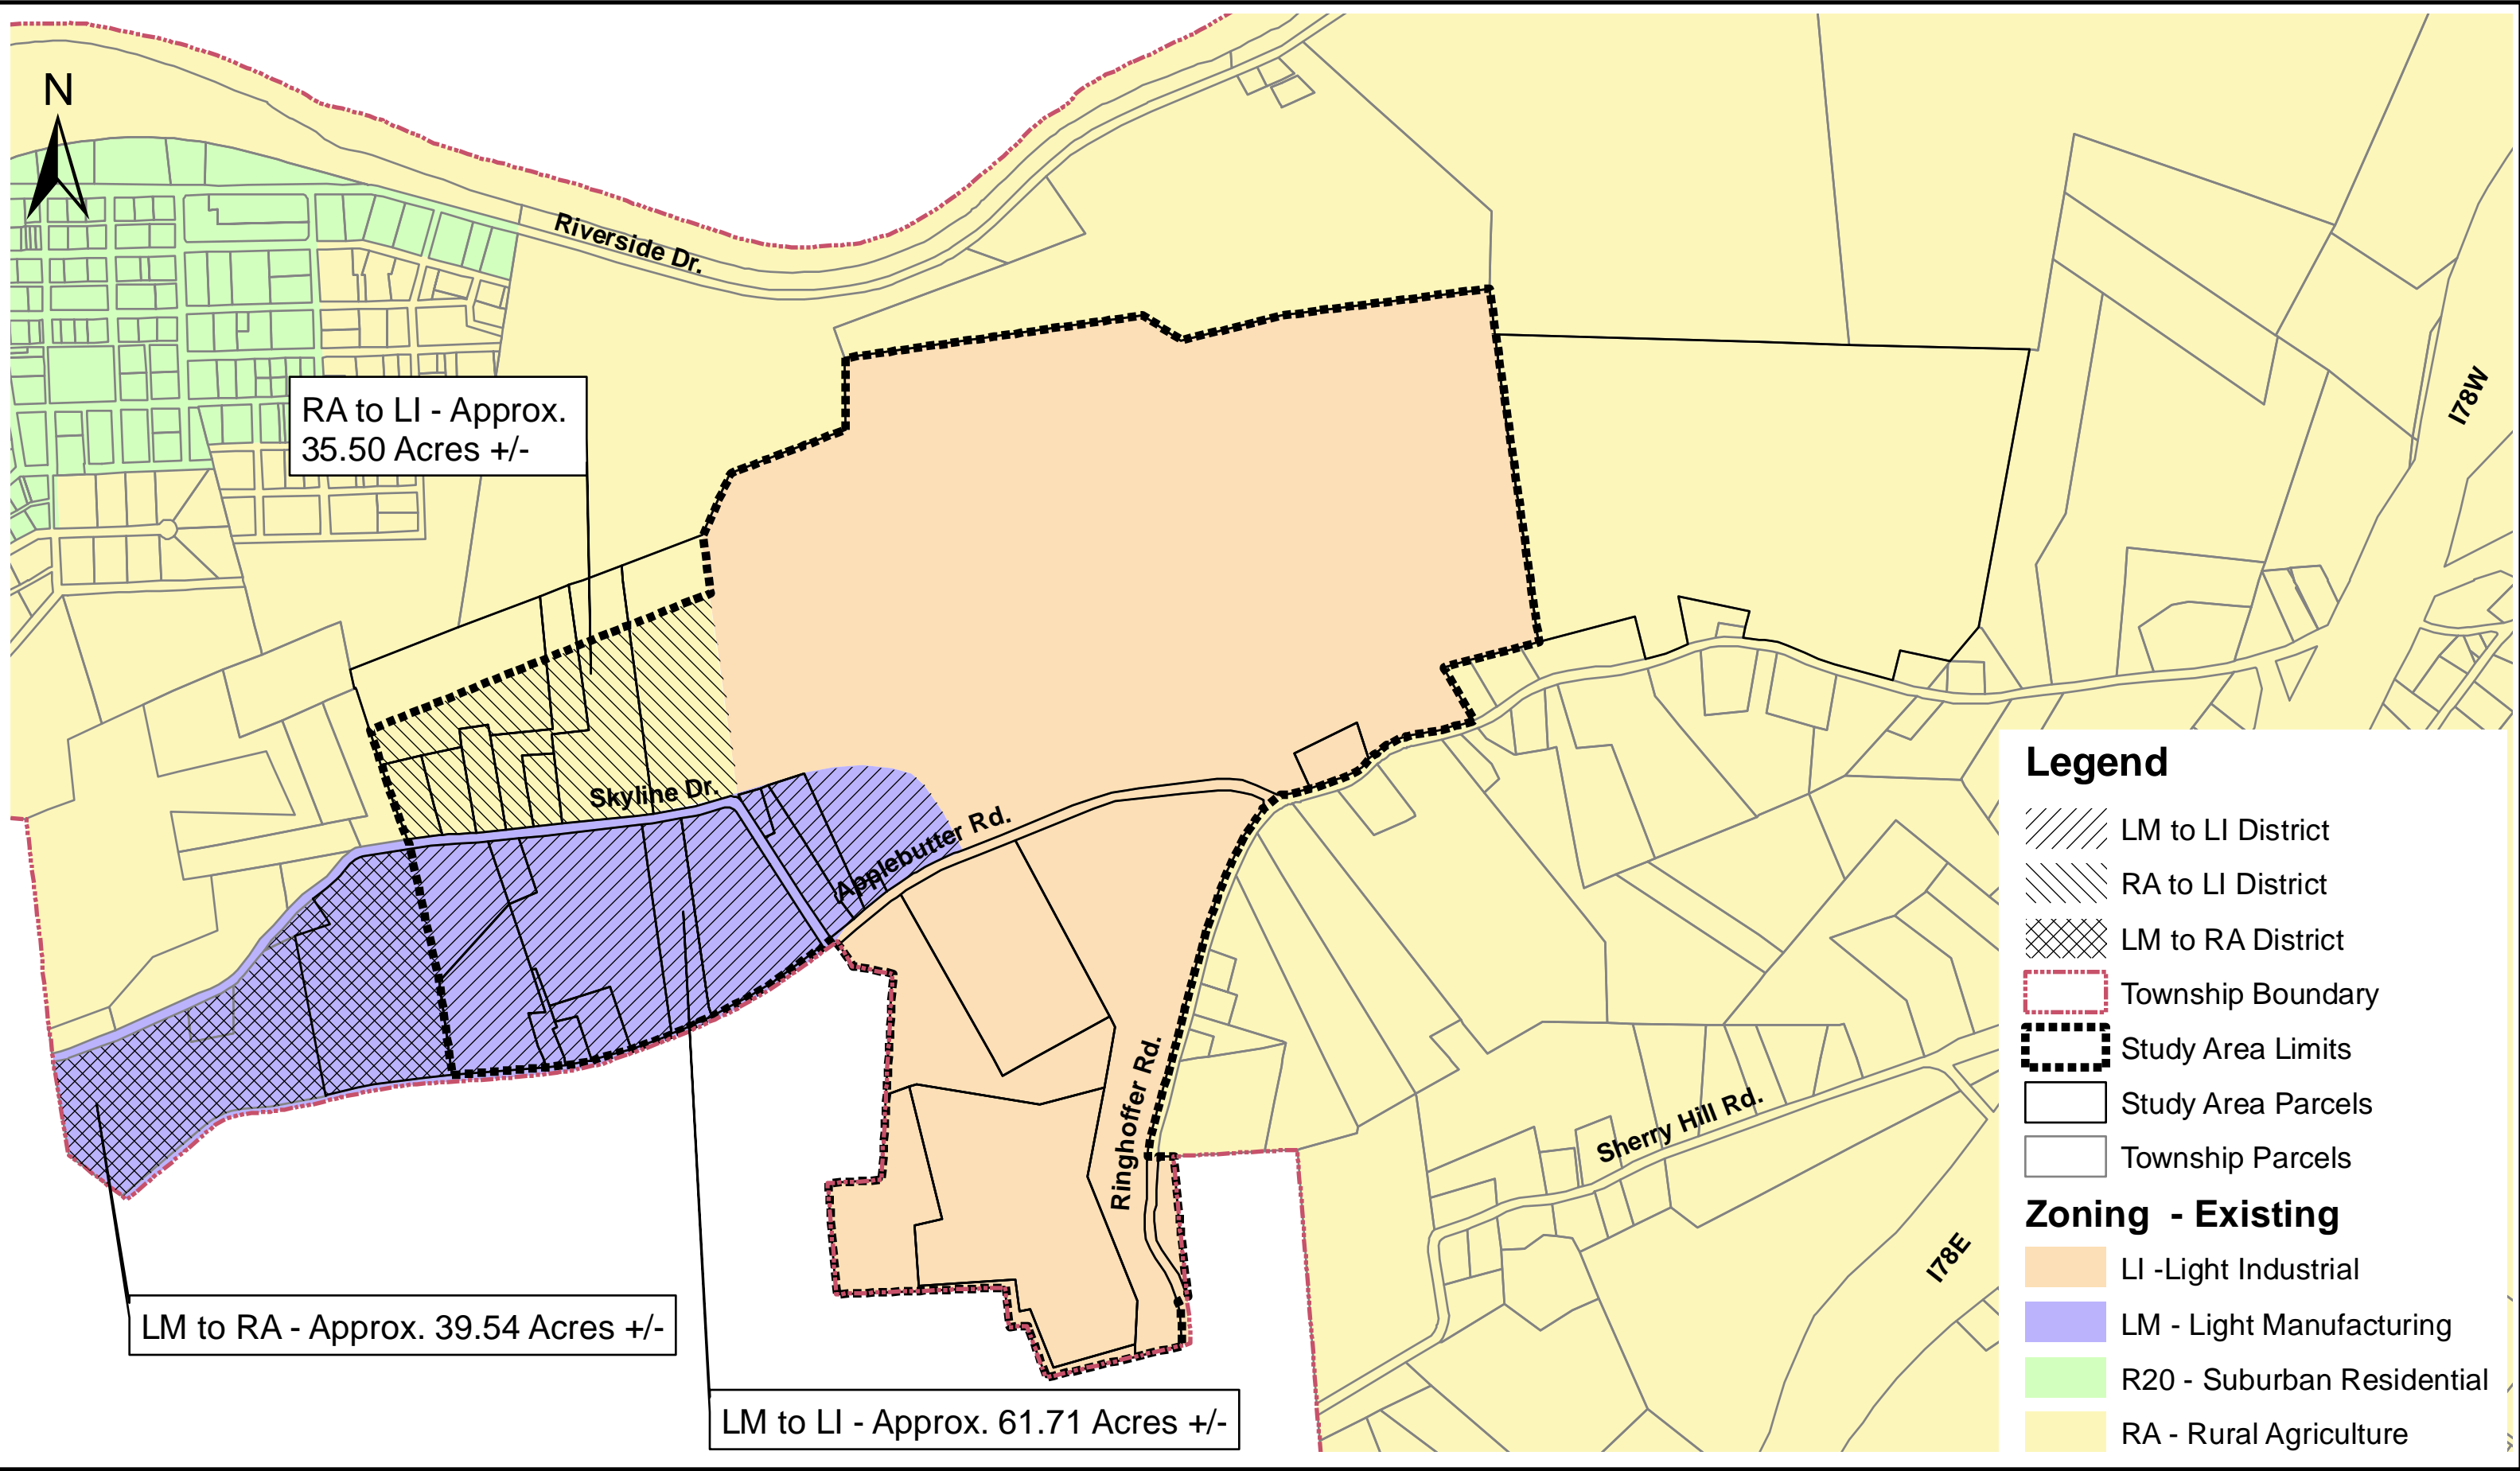 N
Riverside Dr.
RA to LI - Approx.
35.50 Acres +/-
I78W
Skyline Dr.
Applebutter Rd.
Ringhoffer Rd.
Sherry Hill Rd.
I78E
LM to RA - Approx. 39.54 Acres +/-
LM to LI - Approx. 61.71 Acres +/-
Legend
LM to LI District
RA to LI District
LM to RA District
Township Boundary
Study Area Limits
Study Area Parcels
Township Parcels
Zoning - Existing
LI -Light Industrial
LM - Light Manufacturing
R20 - Suburban Residential
RA - Rural Agriculture